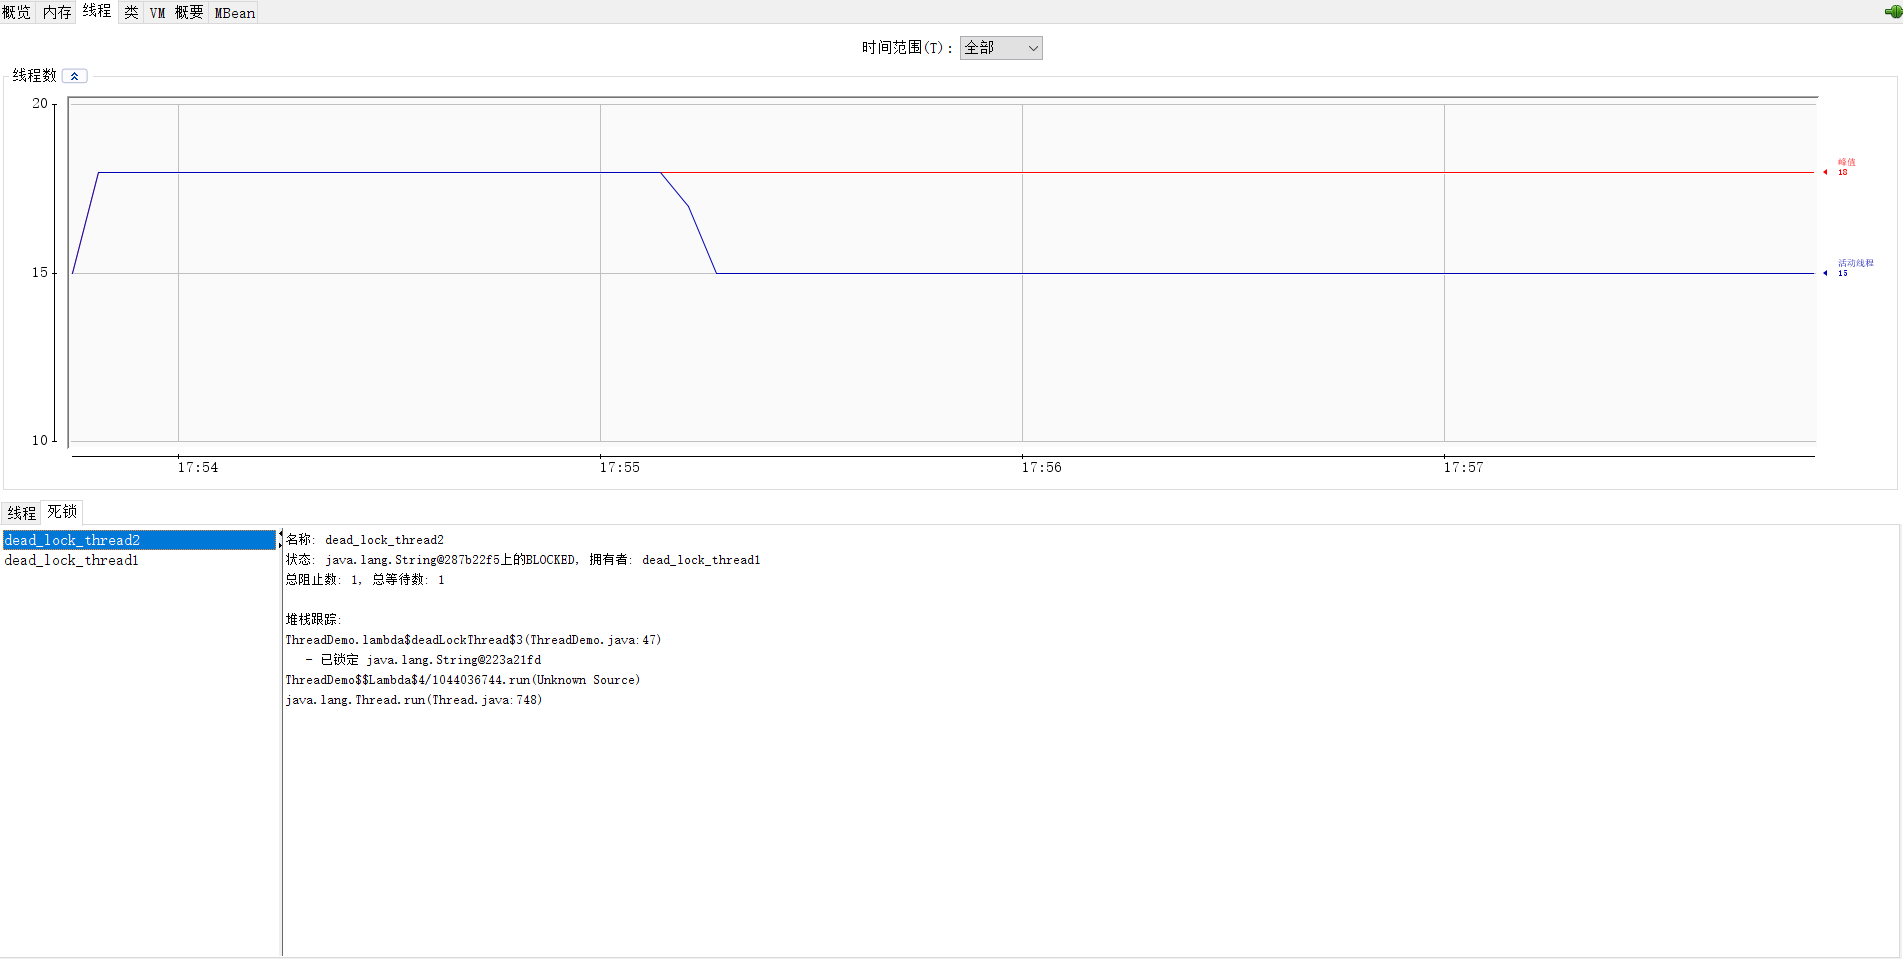 概览 内存 线程 类 VM 概要 MBean
时间范围(T): 全部
线程数
20
15
10
峰值
18
活动线程
15
17:54 17:55 17:56 17:57
线程 死锁
dead_lock_thread2
dead_lock_thread1
名称: dead_lock_thread2
状态: java.lang.String@287b22f5上的BLOCKED, 拥有者: dead_lock_thread1
总阻止数: 1, 总等待数: 1
堆栈跟踪:
ThreadDemo.lambda$deadLockThread$3(ThreadDemo.java:47)
- 已锁定 java.lang.String@223a21fd
ThreadDemo$$Lambda$4/1044036744.run(Unknown Source)
java.lang.Thread.run(Thread.java:748)